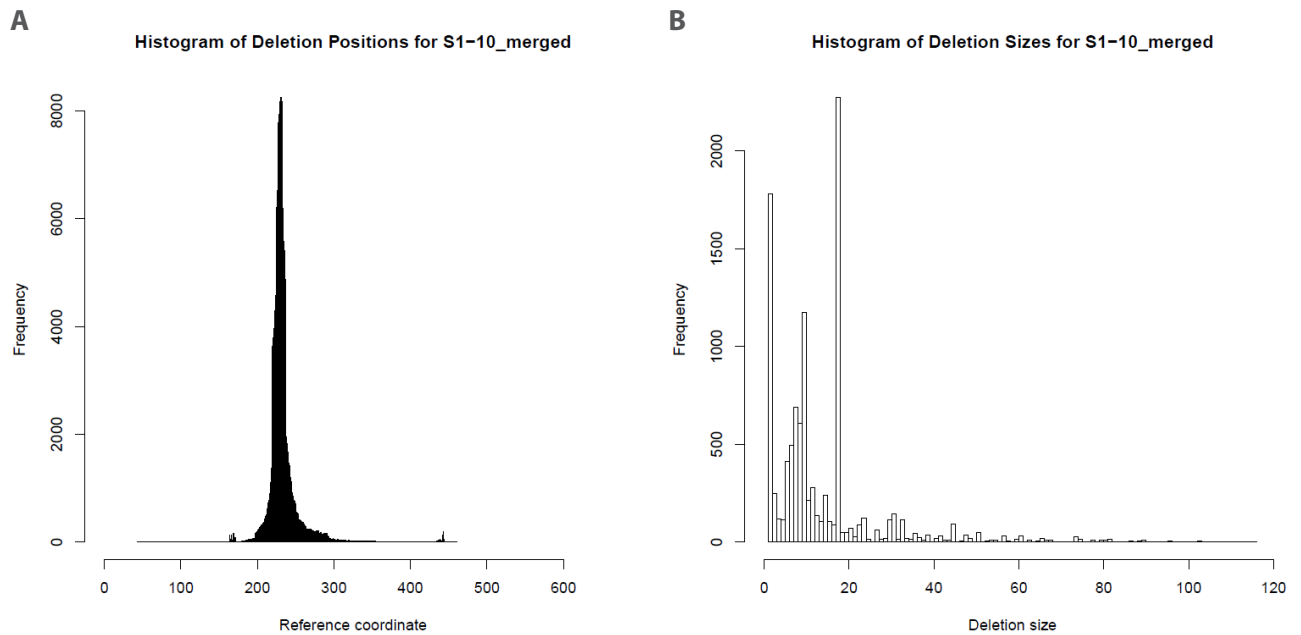 A
Histogram of Deletion Positions for S1−10_merged
Frequency
0
2000
4000
6000
8000
0 100 200 300 400 500 600
Reference coordinate
B
Histogram of Deletion Sizes for S1−10_merged
Frequency
0
500
1000
1500
2000
0 20 40 60 80 100 120
Deletion size